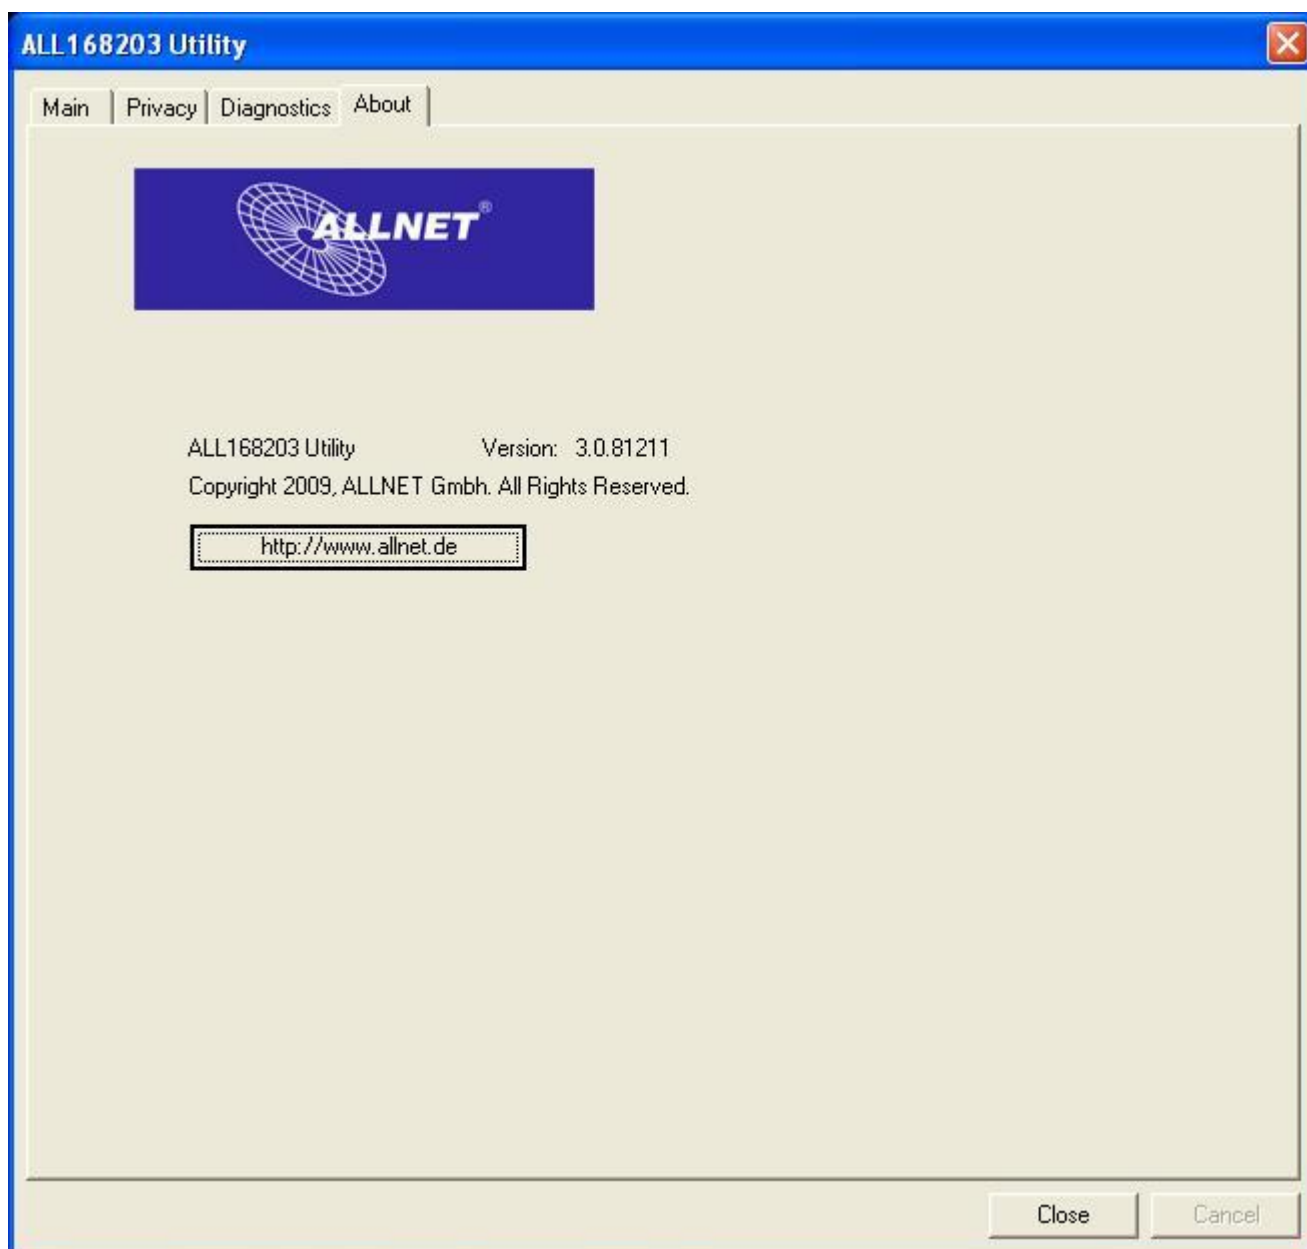 ALL168203 Utility
Main Privacy Diagnostics About
ALLNET®
ALL168203 Utility Version: 3.0.81211
Copyright 2009, ALLNET Gmbh. All Rights Reserved.
http://www.allnet.de
Close Cancel